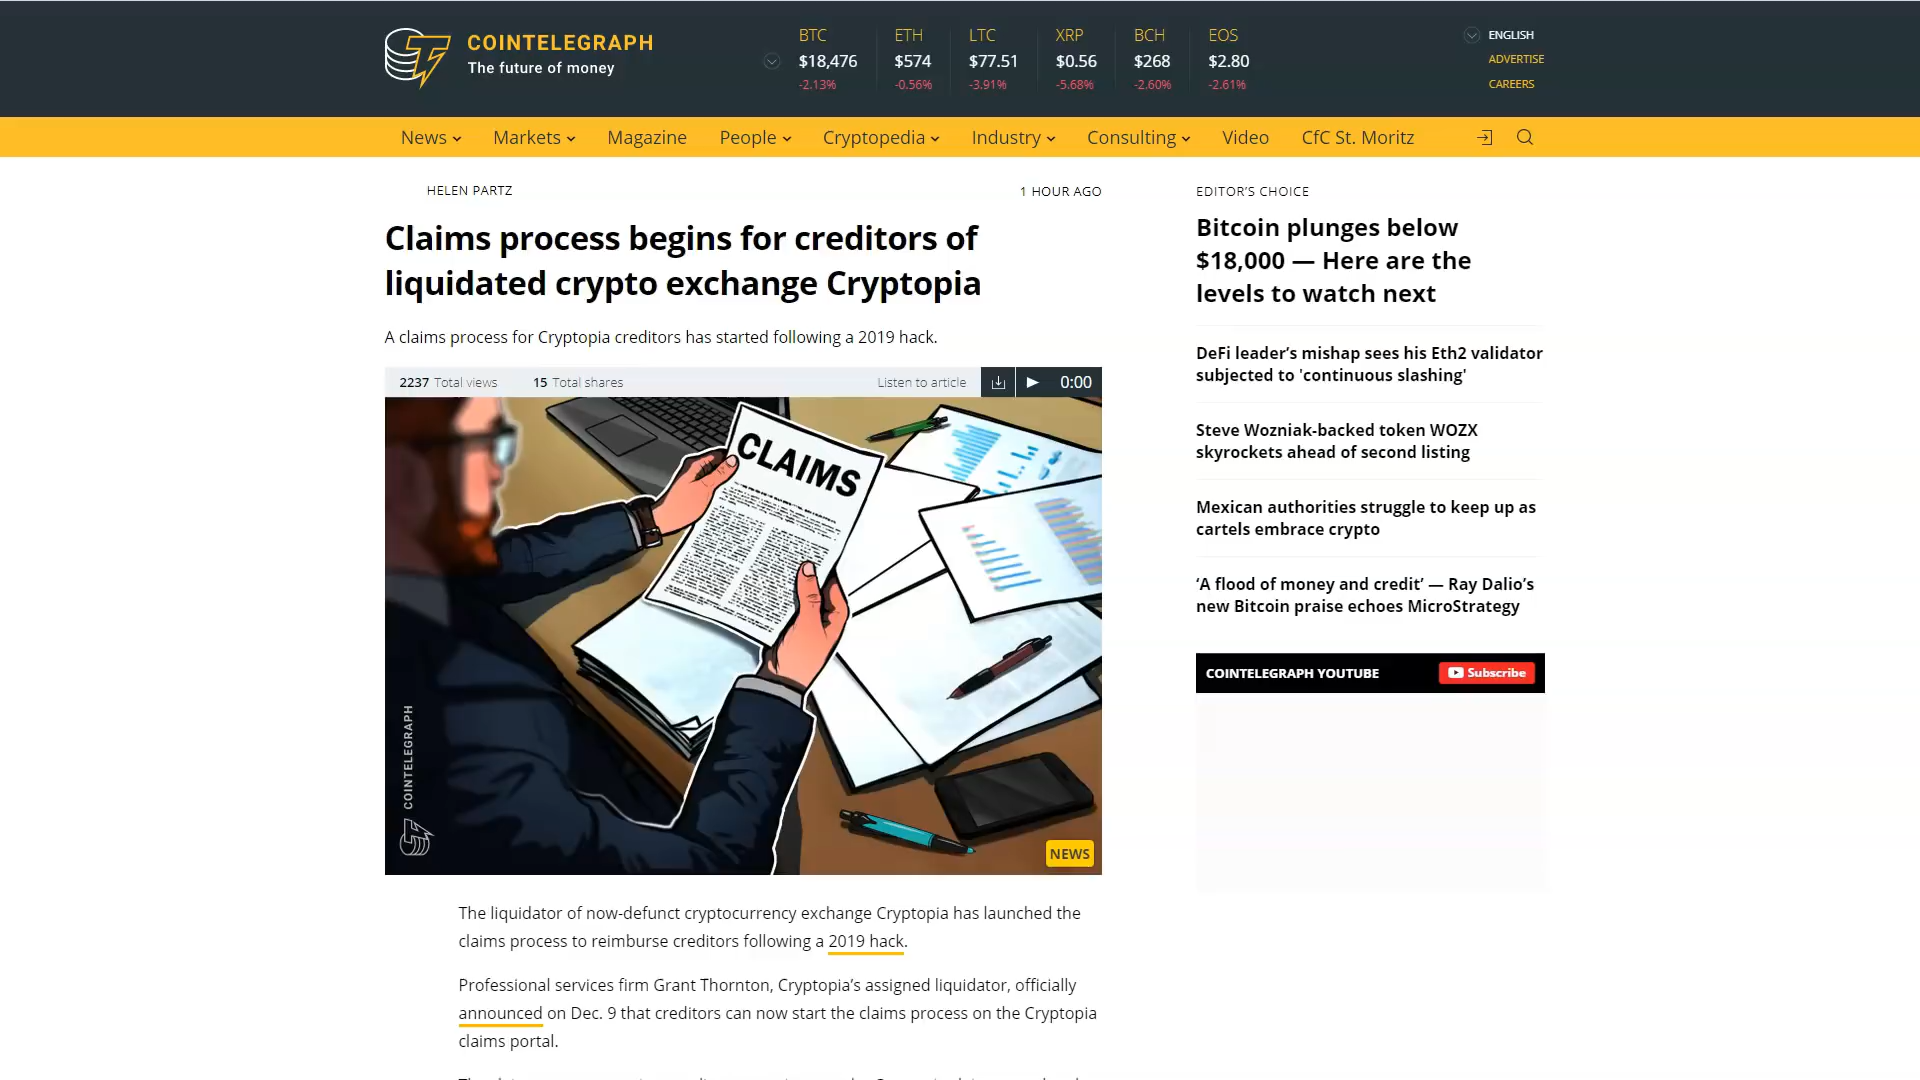 COINTELEGRAPH
The future of money
BTC
$18,476
-2.13%
ETH
$574
-0.56%
LTC
$77.51
-3.91%
XRP
$0.56
-5.68%
BCH
$268
-2.60%
EOS
$2.80
-2.61%
ENGLISH
ADVERTISE
CAREERS
News Markets Magazine People Cryptopedia Industry Consulting Video CfC St. Moritz
HELEN PARTZ
1 HOUR AGO
Claims process begins for creditors of
liquidated crypto exchange Cryptopia
A claims process for Cryptopia creditors has started following a 2019 hack.
2237 Total views 15 Total shares Listen to article 0:00
CLAIMS
COINTELEGRAPH
NEWS
The liquidator of now-defunct cryptocurrency exchange Cryptopia has launched the
claims process to reimburse creditors following a 2019 hack.
Professional services firm Grant Thornton, Cryptopia’s assigned liquidator, officially
announced on Dec. 9 that creditors can now start the claims process on the Cryptopia
claims portal.
EDITOR’S CHOICE
Bitcoin plunges below
$18,000 — Here are the
levels to watch next
DeFi leader’s mishap sees his Eth2 validator
subjected to 'continuous slashing'
Steve Wozniak-backed token WOZX
skyrockets ahead of second listing
Mexican authorities struggle to keep up as
cartels embrace crypto
‘A flood of money and credit’ — Ray Dalio’s
new Bitcoin praise echoes MicroStrategy
COINTELEGRAPH YOUTUBE
Subscribe